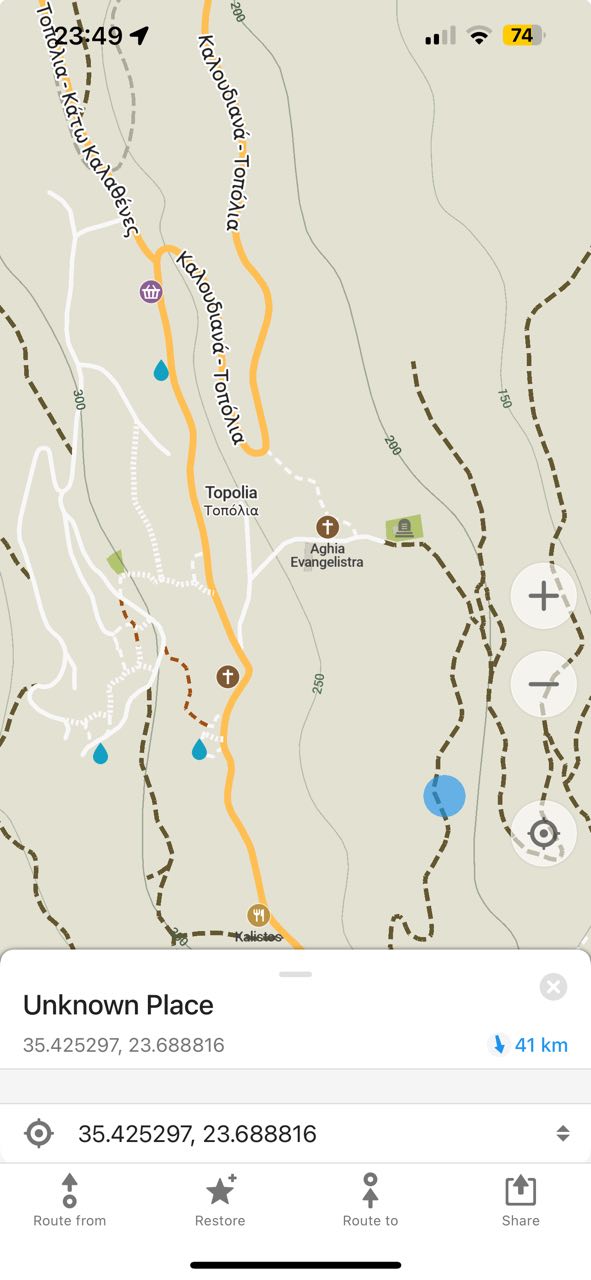 23:49
74
200
Τοπόλια - Κάτω Καλαθένες
Καλουδιανά - Τοπόλια
Καλουδιανά - Τοπόλια
300
150
200
Topolia
Τοπόλια
Aghia
Evangelistra
250
Kalistos
Unknown Place
35.425297, 23.688816
41 km
35.425297, 23.688816
Route from
Restore
Route to
Share